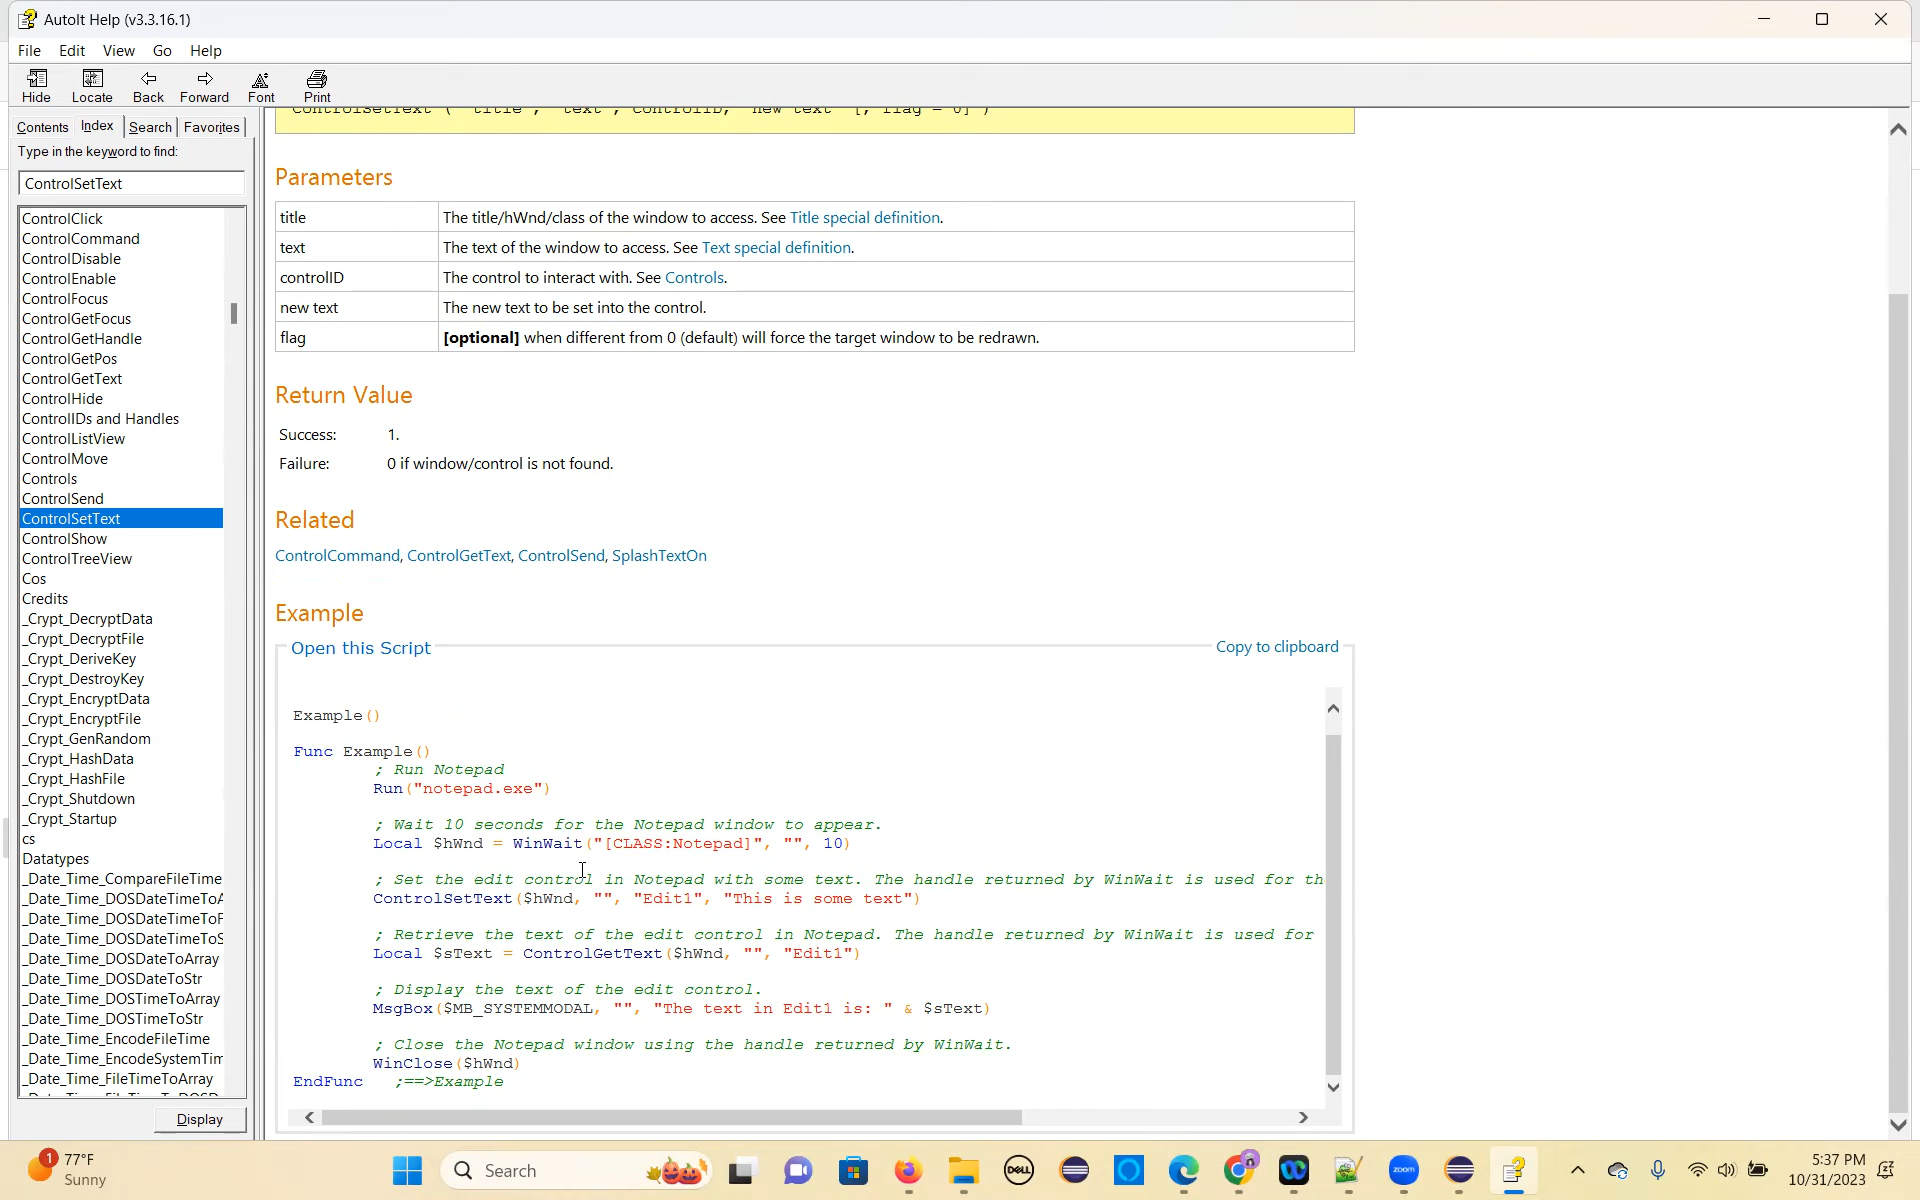 AutoIt Help (v3.3.16.1)
File Edit View Go Help
Hide Locate Back Forward Font Print
Contents Index Search Favorites
Type in the keyword to find:
ControlSetText
ControlClick
ControlCommand
ControlDisable
ControlEnable
ControlFocus
ControlGetFocus
ControlGetHandle
ControlGetPos
ControlGetText
ControlHide
ControlIDs and Handles
ControlListView
ControlMove
Controls
ControlSend
ControlSetText
ControlShow
ControlTreeView
Cos
Credits
_Crypt_DecryptData
_Crypt_DecryptFile
_Crypt_DeriveKey
_Crypt_DestroyKey
_Crypt_EncryptData
_Crypt_EncryptFile
_Crypt_GenRandom
_Crypt_HashData
_Crypt_HashFile
_Crypt_Shutdown
_Crypt_Startup
cs
Datatypes
_Date_Time_CompareFileTime
_Date_Time_DOSDateTimeToA
_Date_Time_DOSDateTimeToF
_Date_Time_DOSDateTimeToS
_Date_Time_DOSDateToArray
_Date_Time_DOSDateToStr
_Date_Time_DOSTimeToArray
_Date_Time_DOSTimeToStr
_Date_Time_EncodeFileTime
_Date_Time_EncodeSystemTim
_Date_Time_FileTimeToArray
Display
ControlSetText ( "title", "text", controlID, "new text" [, flag = 0] )
Parameters
title The title/hWnd/class of the window to access. See Title special definition.
text The text of the window to access. See Text special definition.
controlID The control to interact with. See Controls.
new text The new text to be set into the control.
flag [optional] when different from 0 (default) will force the target window to be redrawn.
Return Value
Success: 1.
Failure: 0 if window/control is not found.
Related
ControlCommand, ControlGetText, ControlSend, SplashTextOn
Example
Open this Script Copy to clipboard
Example()
Func Example()
; Run Notepad
Run("notepad.exe")
; Wait 10 seconds for the Notepad window to appear.
Local $hWnd = WinWait("[CLASS:Notepad]", "", 10)
; Set the edit control in Notepad with some text. The handle returned by WinWait is used for th
ControlSetText($hWnd, "", "Edit1", "This is some text")
; Retrieve the text of the edit control in Notepad. The handle returned by WinWait is used for
Local $sText = ControlGetText($hWnd, "", "Edit1")
; Display the text of the edit control.
MsgBox($MB_SYSTEMMODAL, "", "The text in Edit1 is: " & $sText)
; Close the Notepad window using the handle returned by WinWait.
WinClose($hWnd)
EndFunc ;==>Example
1
77°F
Sunny
Search
DELL
zoom
5:37 PM
10/31/2023